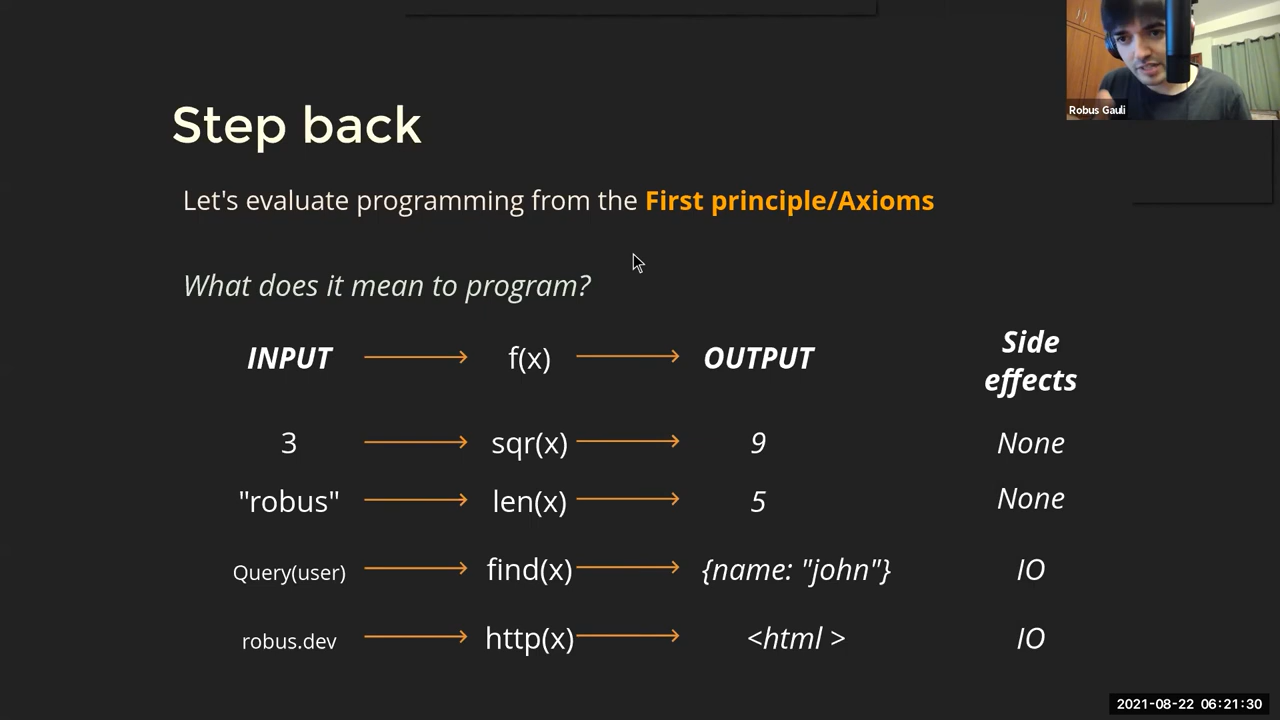 Robus Gauli
Step back
Let's evaluate programming from the First principle/Axioms
What does it mean to program?
INPUT f(x) OUTPUT Side effects
3 sqr(x) 9 None
"robus" len(x) 5 None
Query(user) find(x) {name: "john"} IO
robus.dev http(x) <html > IO
2021-08-22 06:21:30